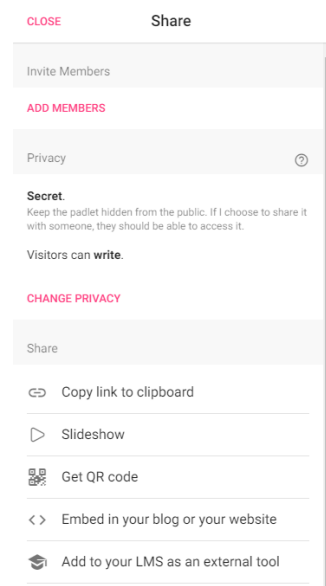 CLOSE
Share
Invite Members
ADD MEMBERS
Privacy
Secret.
Keep the padlet hidden from the public. If I choose to share it
with someone, they should be able to access it.
Visitors can write.
CHANGE PRIVACY
Share
Copy link to clipboard
Slideshow
Get QR code
Embed in your blog or your website
Add to your LMS as an external tool